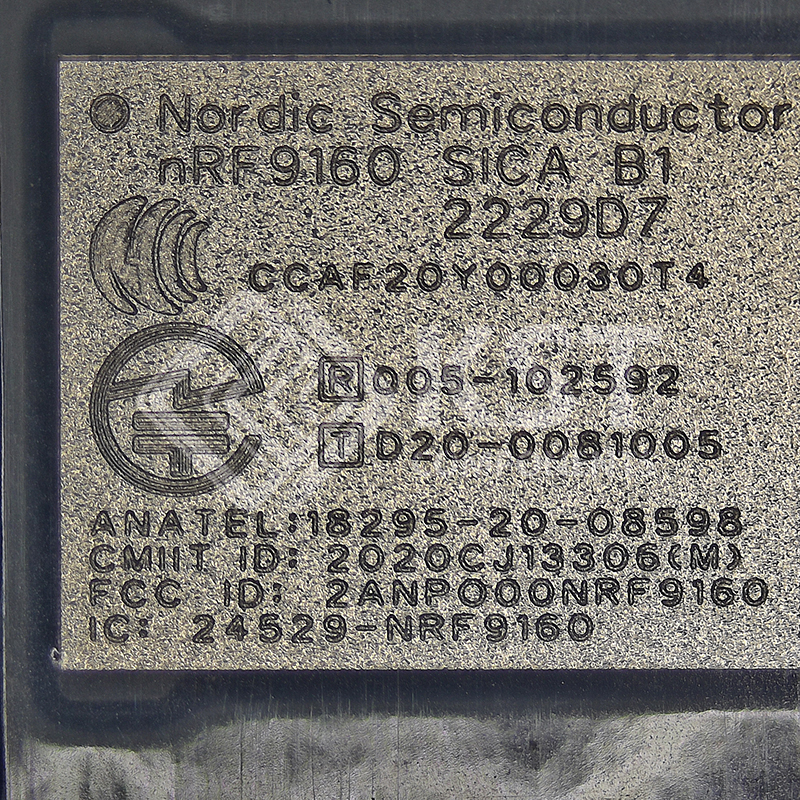 Nordic Semiconductor
nRF9160 SICA B1
2229D7
CCAF20Y00030T4
R 005-102592
T D20-0081005
ANATEL:18295-20-08598
CMIIT ID: 2020CJ13306(M)
FCC ID: 2ANPO00NRF9160
IC: 24529-NRF9160